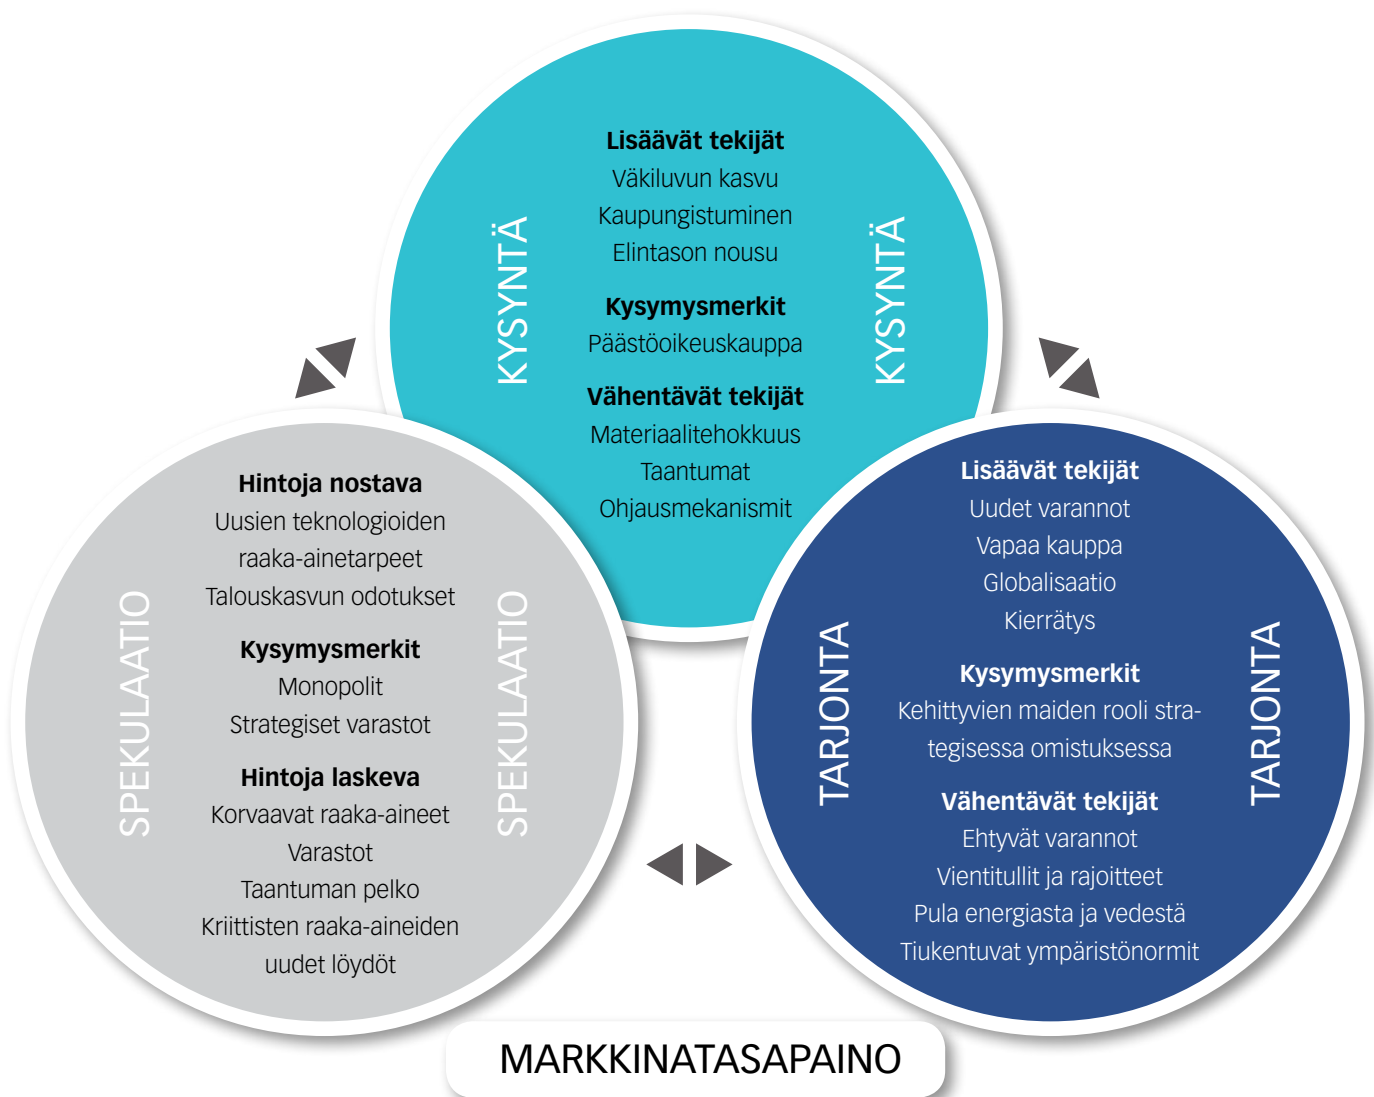 KYSYNTÄ
Lisäävät tekijät
Väkiluvun kasvu
Kaupungistuminen
Elintason nousu
Kysymysmerkit
Päästöoikeuskauppa
Vähentävät tekijät
Materiaalitehokkuus
Taantumat
Ohjausmekanismit
KYSYNTÄ
SPEKULAATIO
Hintoja nostava
Uusien teknologioiden
raaka-ainetarpeet
Talouskasvun odotukset
Kysymysmerkit
Monopolit
Strategiset varastot
Hintoja laskeva
Korvaavat raaka-aineet
Varastot
Taantuman pelko
Kriittisten raaka-aineiden
uudet löydöt
SPEKULAATIO
TARJONTA
Lisäävät tekijät
Uudet varannot
Vapaa kauppa
Globalisaatio
Kierrätys
Kysymysmerkit
Kehittyvien maiden rooli stra-
tegisessa omistuksessa
Vähentävät tekijät
Ehtyvät varannot
Vientitullit ja rajoitteet
Pula energiasta ja vedestä
Tiukentuvat ympäristönormit
TARJONTA
MARKKINATASAPAINO